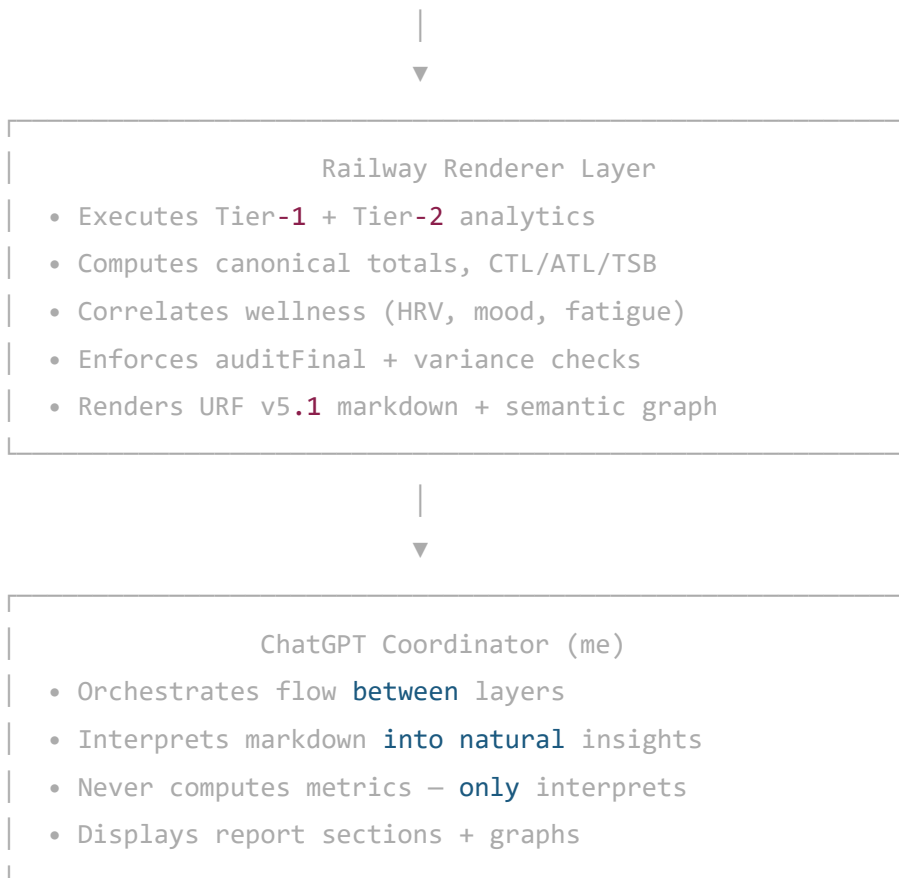 Railway Renderer Layer
• Executes Tier-1 + Tier-2 analytics
• Computes canonical totals, CTL/ATL/TSB
• Correlates wellness (HRV, mood, fatigue)
• Enforces auditFinal + variance checks
• Renders URF v5.1 markdown + semantic graph
ChatGPT Coordinator (me)
• Orchestrates flow between layers
• Interprets markdown into natural insights
• Never computes metrics — only interprets
• Displays report sections + graphs